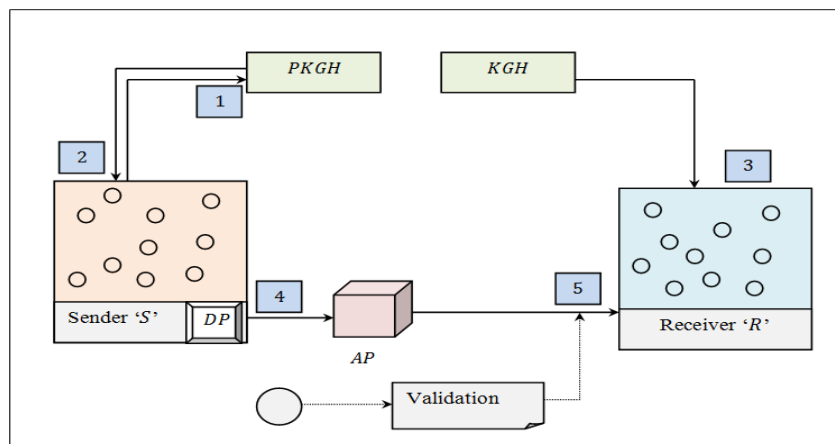 PKGH
KGH
1
2
3
4
5
Sender ‘S’
DP
AP
Receiver ‘R’
Validation